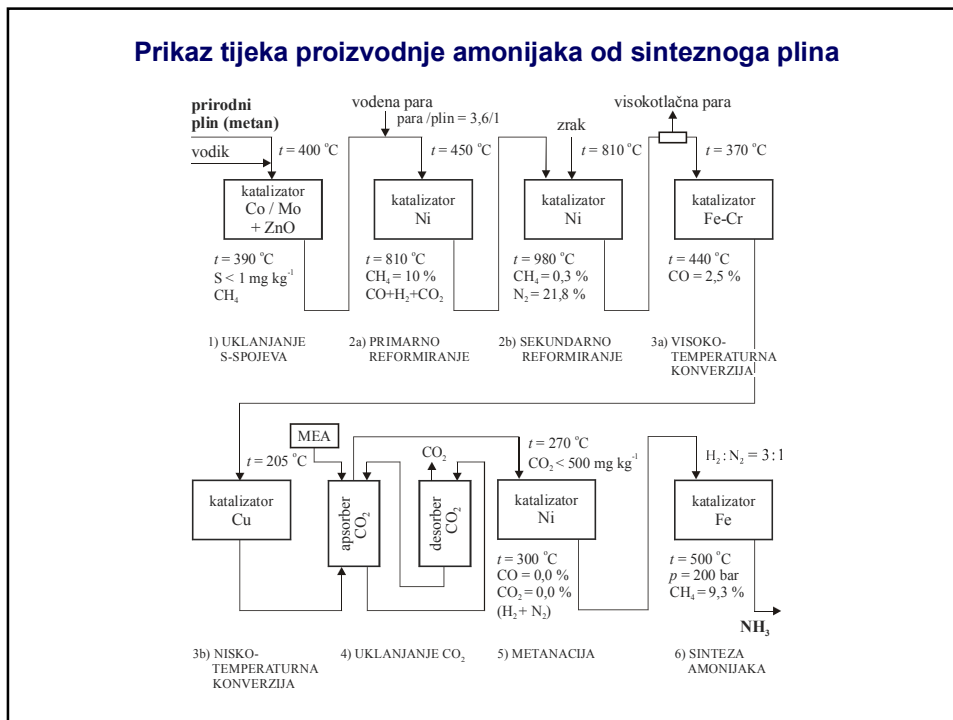 Prikaz tijeka proizvodnje amonijaka od sinteznoga plina
prirodni
plin (metan)
vodik
t = 400 °C
katalizator
Co / Mo
+ ZnO
t = 390 °C
S < 1 mg kg⁻¹
CH₄
1) UKLANJANJE
S-SPOJEVA
vodena para
para /plin = 3,6/1
t = 450 °C
katalizator
Ni
t = 810 °C
CH₄ = 10 %
CO+H₂+CO₂
2a) PRIMARNO
REFORMIRNJE
zrak
t = 810 °C
katalizator
Ni
t = 980 °C
CH₄ = 0,3 %
N₂ = 21,8 %
2b) SEKUNDARNO
REFORMIRANJE
visokotlačna para
t = 370 °C
katalizator
Fe-Cr
t = 440 °C
CO = 2,5 %
3a) VISOKO-
TEMPERATURNA
KONVERZIJA
t = 205 °C
katalizator
Cu
3b) NISKO-
TEMPERATURNA
KONVERZIJA
MEA
apsorber
CO₂
CO₂
desorber
CO₂
4) UKLANJANJE CO₂
t = 270 °C
CO₂ < 500 mg kg⁻¹
katalizator
Ni
t = 300 °C
CO = 0,0 %
CO₂ = 0,0 %
(H₂ + N₂)
5) METANACIJA
H₂ : N₂ = 3 : 1
katalizator
Fe
t = 500 °C
p = 200 bar
CH₄ = 9,3 %
NH₃
6) SINTEZA
AMONIJAKA